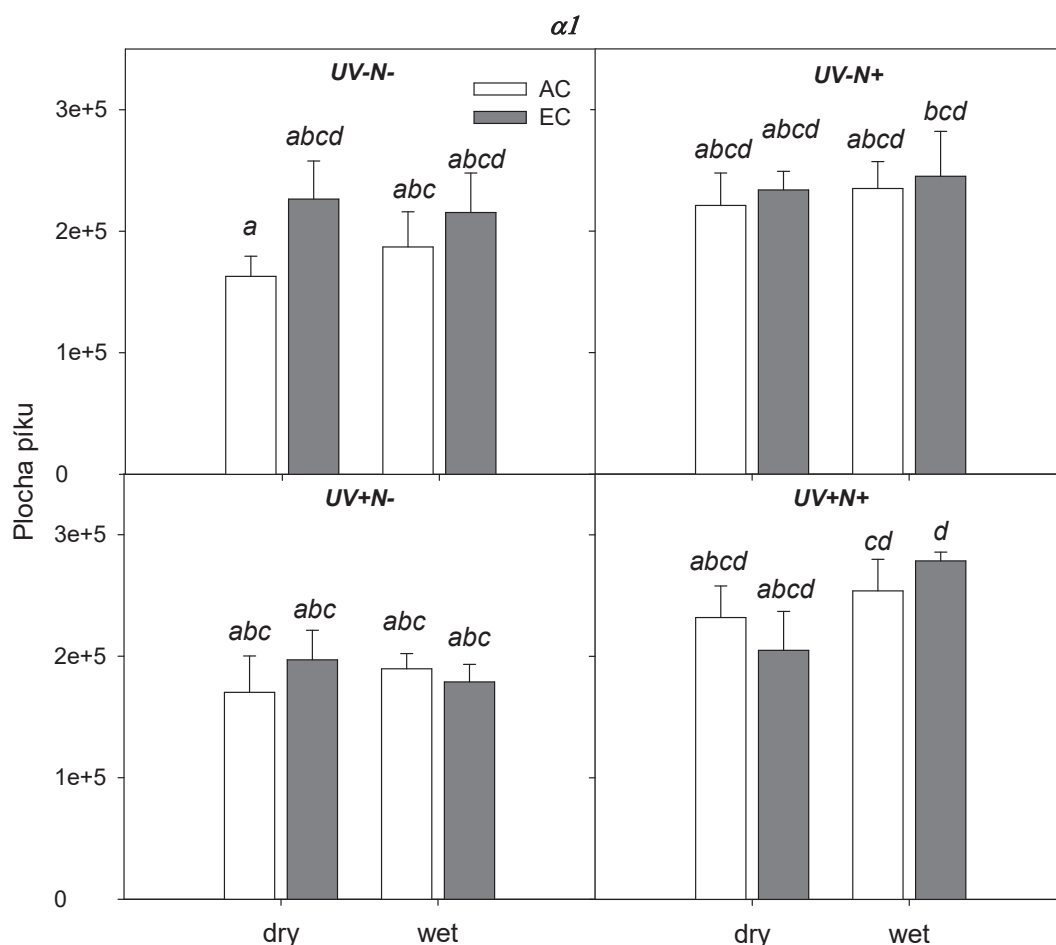 α1
UV-N-
AC
EC
3e+5
2e+5
1e+5
0
a
abcd
abc
abcd
UV-N+
abcd
abcd
abcd
bcd
Plocha píku
UV+N-
3e+5
2e+5
1e+5
0
abc
abc
abc
abc
dry
wet
UV+N+
abcd
abcd
cd
d
dry
wet